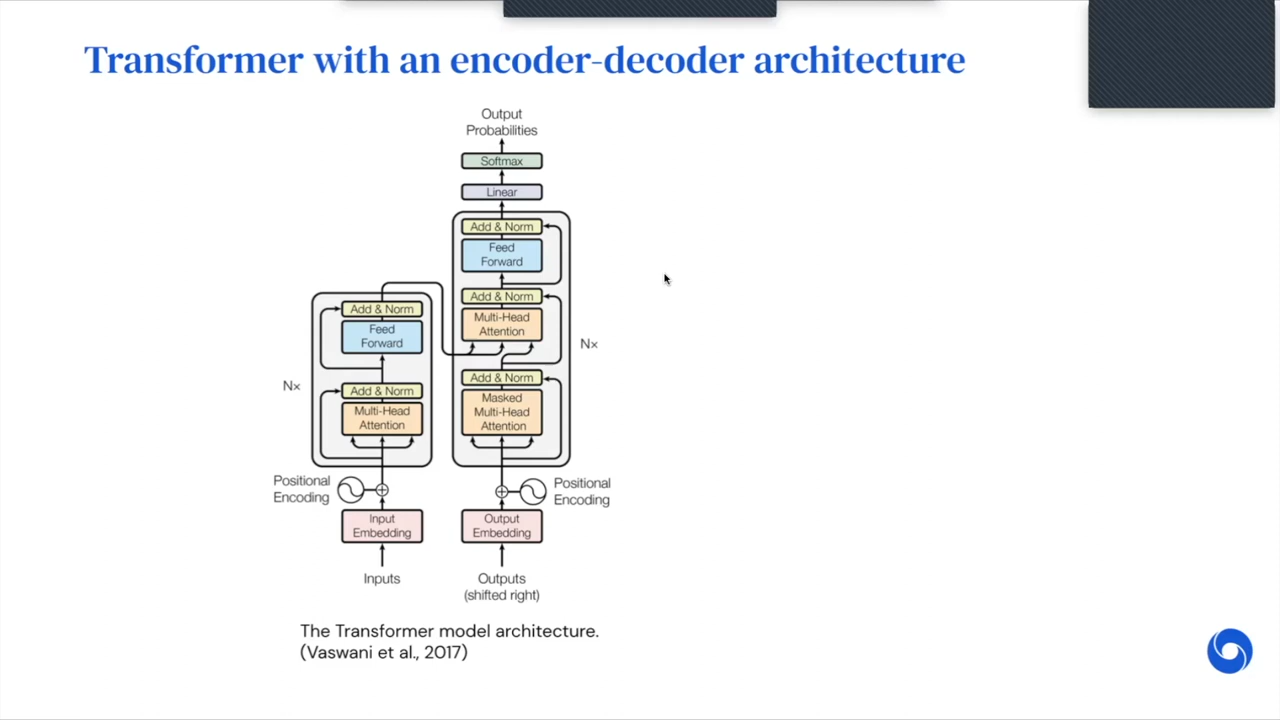 Transformer with an encoder-decoder architecture
Output
Probabilities
Softmax
Linear
Add & Norm
Feed
Forward
Add & Norm
Multi-Head
Attention
Nx
Add & Norm
Masked
Multi-Head
Attention
Add & Norm
Feed
Forward
Nx
Add & Norm
Multi-Head
Attention
Positional
Encoding
Positional
Encoding
Input
Embedding
Output
Embedding
Inputs
Outputs
(shifted right)
The Transformer model architecture.
(Vaswani et al., 2017)